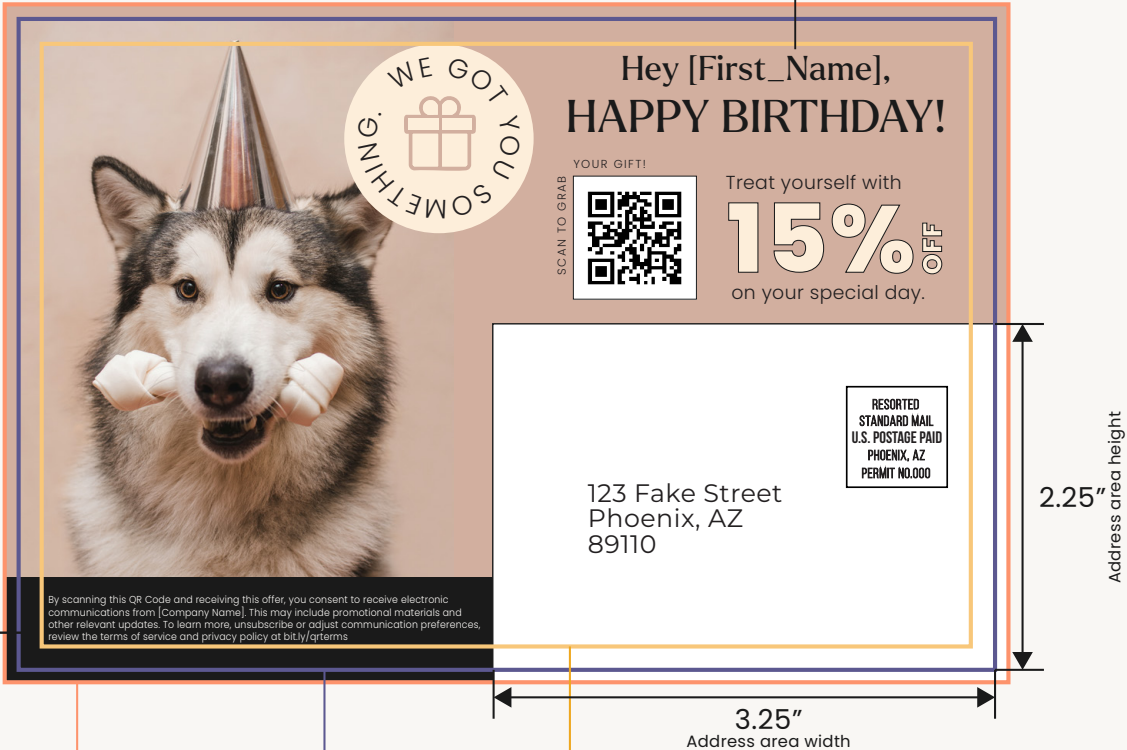 WE GOT YOU SOMETHING.
Hey [First_Name],
HAPPY BIRTHDAY!
YOUR GIFT!
SCAN TO GRAB
Treat yourself with
15% OFF
on your special day.
RESORTED
STANDARD MAIL
U.S. POSTAGE PAID
PHOENIX, AZ
PERMIT NO.000
123 Fake Street
Phoenix, AZ
89110
By scanning this QR Code and receiving this offer, you consent to receive electronic
communications from [Company Name]. This may include promotional materials and
other relevant updates. To learn more, unsubscribe or adjust communication preferences,
review the terms of service and privacy policy at bit.ly/qrterms
2.25”
Address area height
3.25”
Address area width